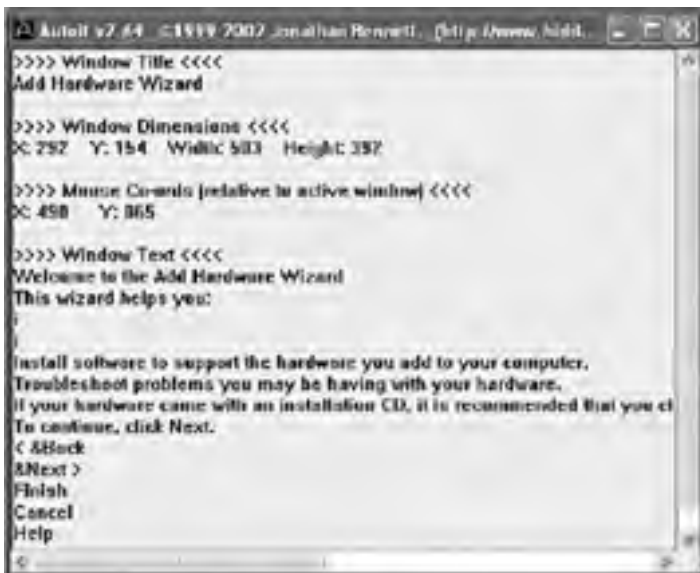 AutoIt v2.64 ©1999-2002 Jonathan Bennett. (http://www.hidd...
>>>> Window Title <<<<
Add Hardware Wizard
>>>> Window Dimensions <<<<
X: 292 Y: 154 Width: 503 Height: 392
>>>> Mouse Co-ords (relative to active window) <<<<
X: 498 Y: 365
>>>> Window Text <<<<
Welcome to the Add Hardware Wizard
This wizard helps you:
Install software to support the hardware you add to your computer.
Troubleshoot problems you may be having with your hardware.
If your hardware came with an installation CD, it is recommended that you cl
To continue, click Next.
< &Back
&Next >
Finish
Cancel
Help